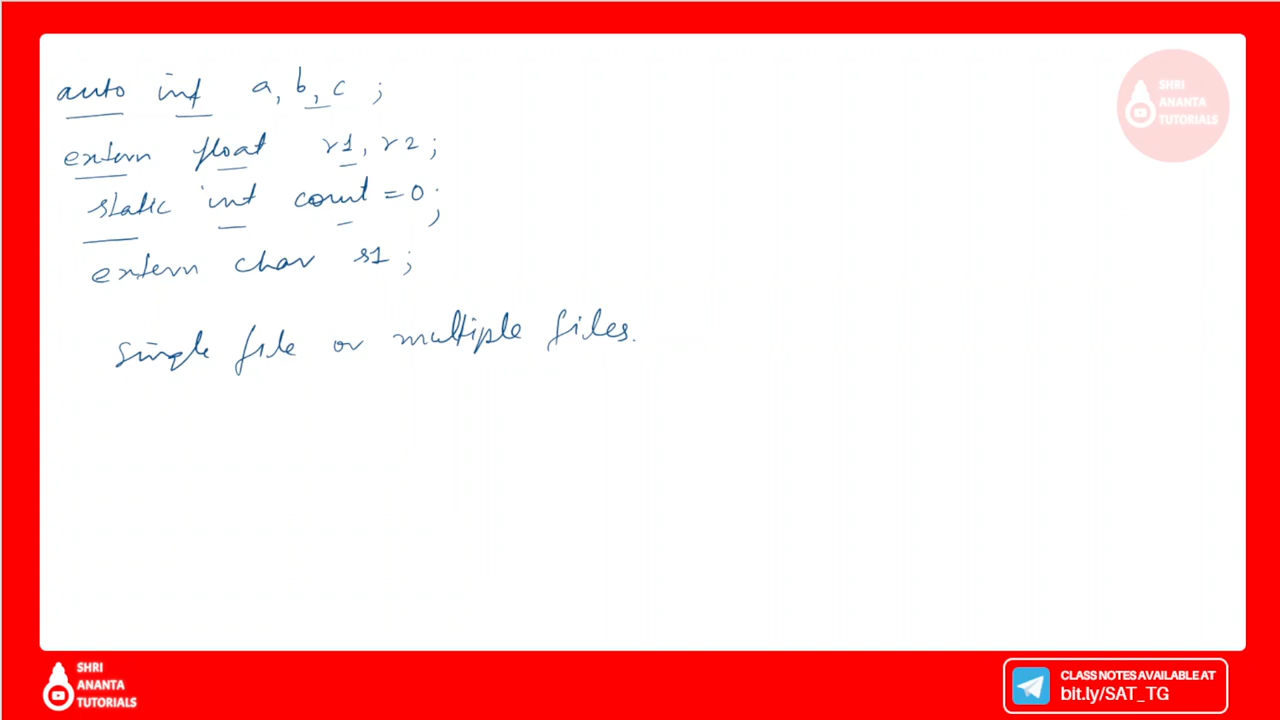 auto int a, b, c ;
extern float r1, r2 ;
static int count = 0 ;
extern char s1 ;
single file or multiple files.
SHRI
ANANTA
TUTORIALS
SHRI
ANANTA
TUTORIALS
CLASS NOTES AVAILABLE AT
bit.ly/SAT_TG